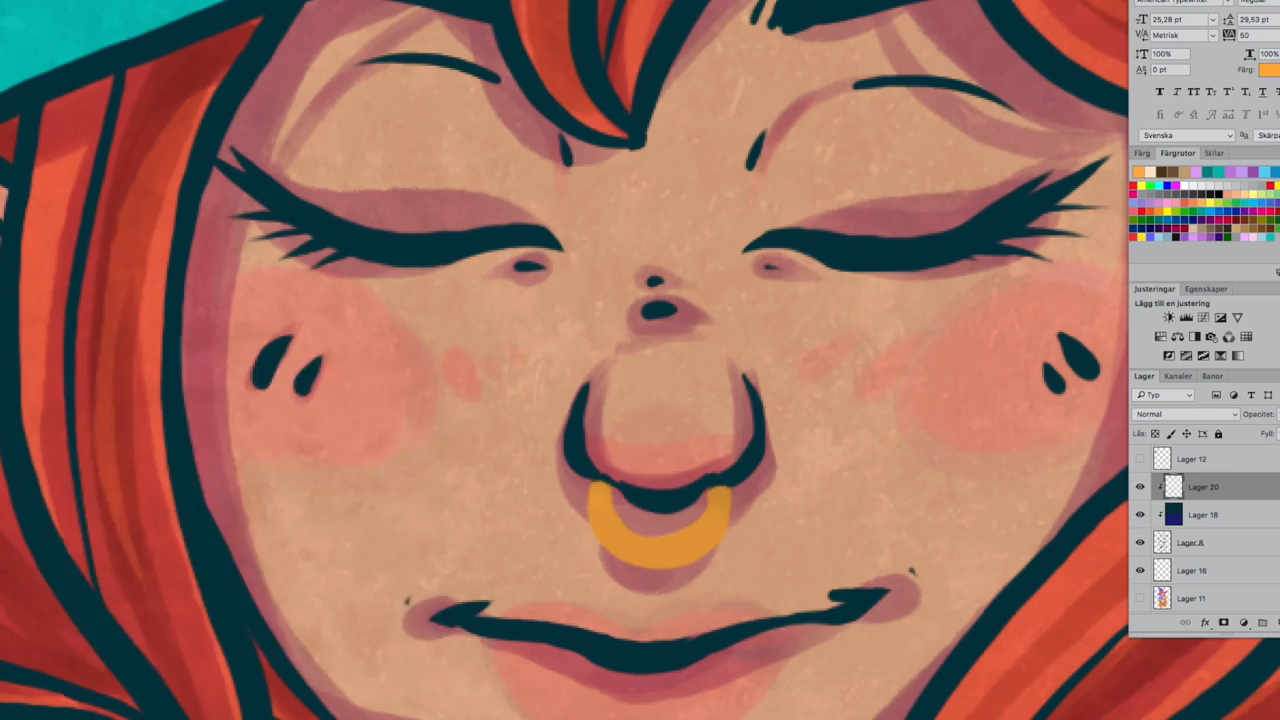 25,28 pt
29,53 pt
Metrisk
50
100%
100%
0 pt
Färg:
Svenska
Skärpa
Färg Färgrutor Stilar
Justeringar Egenskaper
Lägg till en justering
Lager Kanaler Banor
Typ
Normal
Opacitet:
Lås:
Fyll:
Lager 12
Lager 20
Lager 18
Lager 8
Lager 16
Lager 11